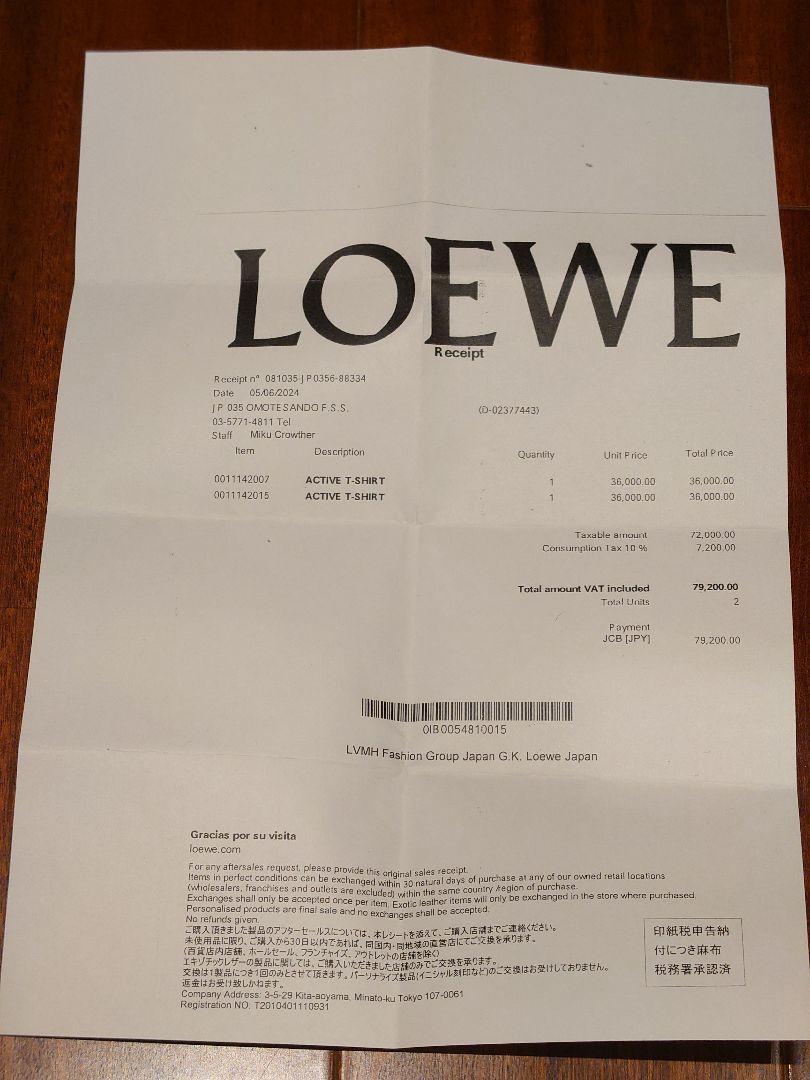 LOEWE
Receipt
Receipt n° 081035-JP0356-88334
Date 05/06/2024
JP 035 OMOTESANDO F.S.S. (D-02377443)
03-5771-4811 Tel
Staff Miku Crowther
Item Description Quantity Unit Price Total Price
0011142007 ACTIVE T-SHIRT 1 36,000.00 36,000.00
0011142015 ACTIVE T-SHIRT 1 36,000.00 36,000.00
Taxable amount 72,000.00
Consumption Tax 10 % 7,200.00
Total amount VAT included 79,200.00
Total Units 2
Payment
JCB [JPY] 79,200.00
0IB0054810015
LVMH Fashion Group Japan G.K. Loewe Japan
Gracias por su visita
loewe.com
For any aftersales request, please provide this original sales receipt.
Items in perfect conditions can be exchanged within 30 natural days of purchase at any of our owned retail locations
(wholesalers, franchises and outlets are excluded) within the same country /region of purchase.
Exchanges shall only be accepted once per item. Exotic leather items will only be exchanged in the store where purchased.
Personalised products are final sale and no exchanges shall be accepted.
No refunds given.
ご購入頂きました製品のアフターセールスについては、本レシートを添えて、ご購入店舗までご連絡ください。
未使用品に限り、ご購入から30日以内であれば、同国内・同地域の直営店にてご交換を承ります。
(百貨店内店舗、ホールセール、フランチャイズ、アウトレットの店舗を除く)
エキゾチックレザーの製品に関しては、ご購入いただきました店舗のみでご交換を承ります。
交換は1製品につき1回のみとさせて頂きます。パーソナライズ製品(イニシャル刻印など)のご交換はお受けしておりません。
返金はお受け致しかねます。
Company Address: 3-5-29 Kita-aoyama, Minato-ku Tokyo 107-0061
Registration NO. T2010401110931
印紙税申告納
付につき麻布
税務署承認済